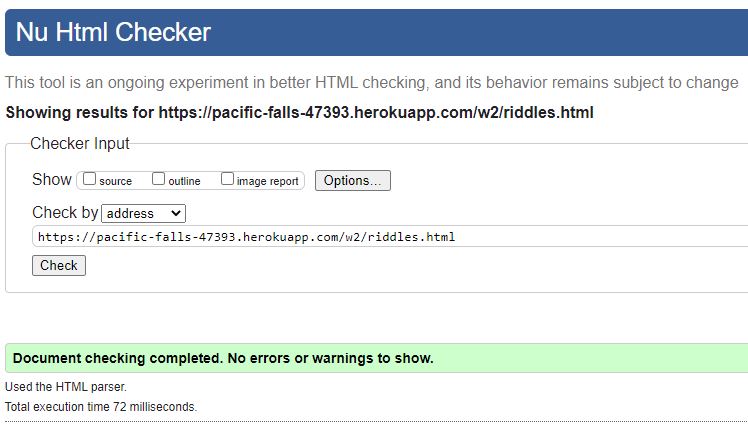 Nu Html Checker
This tool is an ongoing experiment in better HTML checking, and its behavior remains subject to change
Showing results for https://pacific-falls-47393.herokuapp.com/w2/riddles.html
Checker Input
Show source outline image report Options...
Check by address
https://pacific-falls-47393.herokuapp.com/w2/riddles.html
Check
Document checking completed. No errors or warnings to show.
Used the HTML parser.
Total execution time 72 milliseconds.